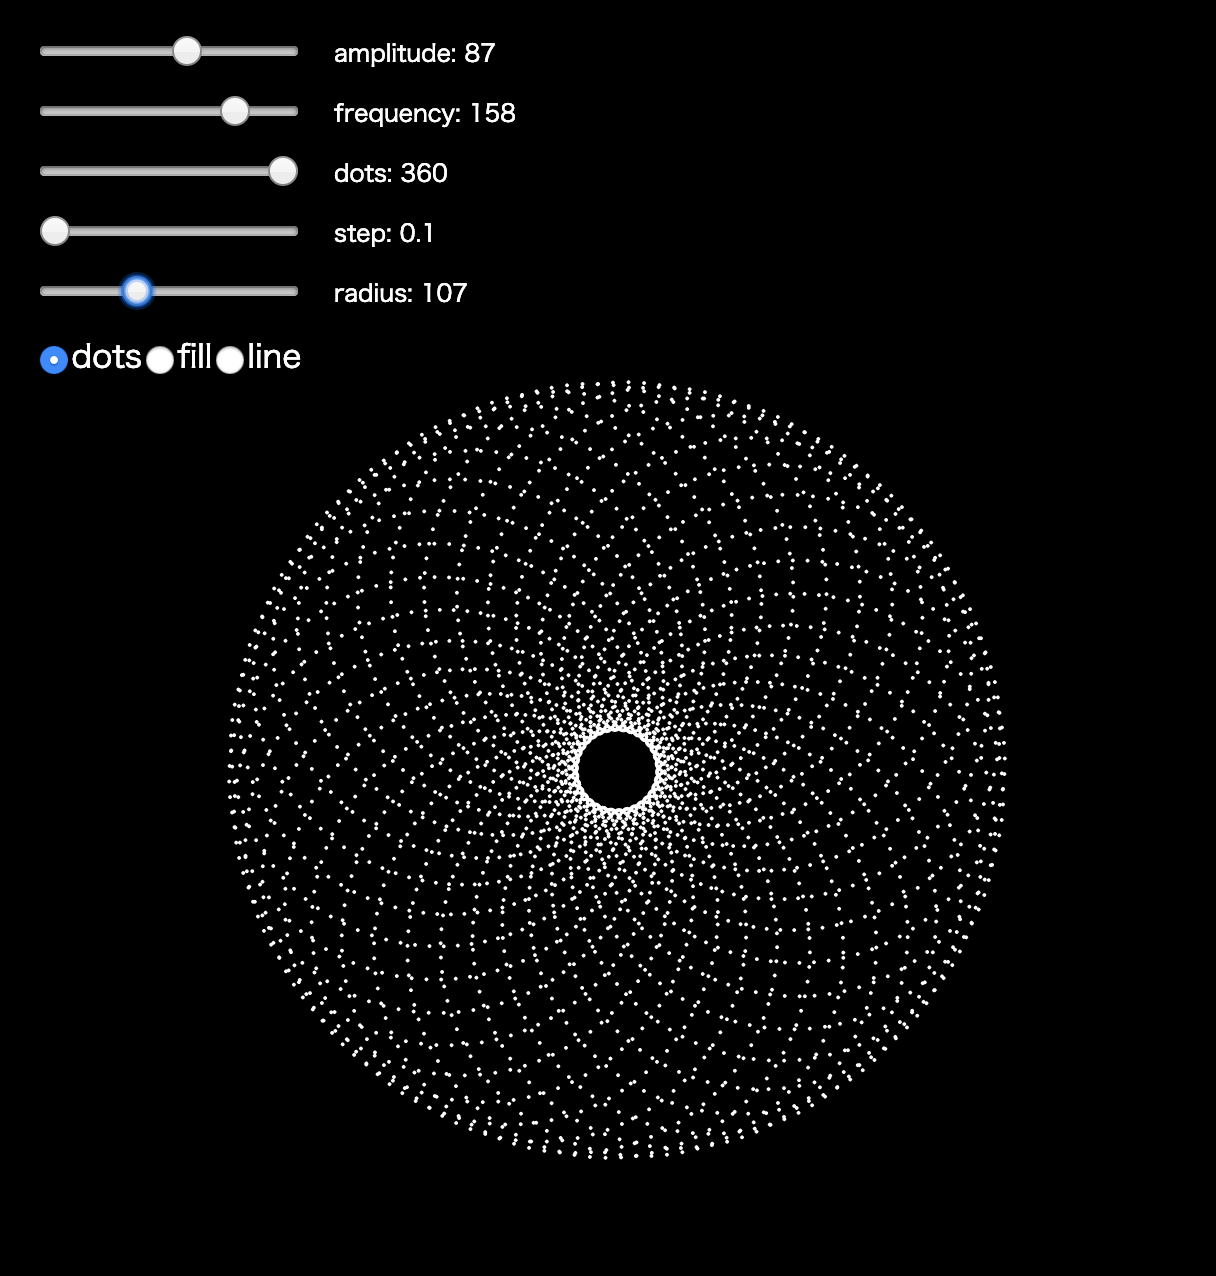 amplitude: 87
frequency: 158
dots: 360
step: 0.1
radius: 107
dots fill line